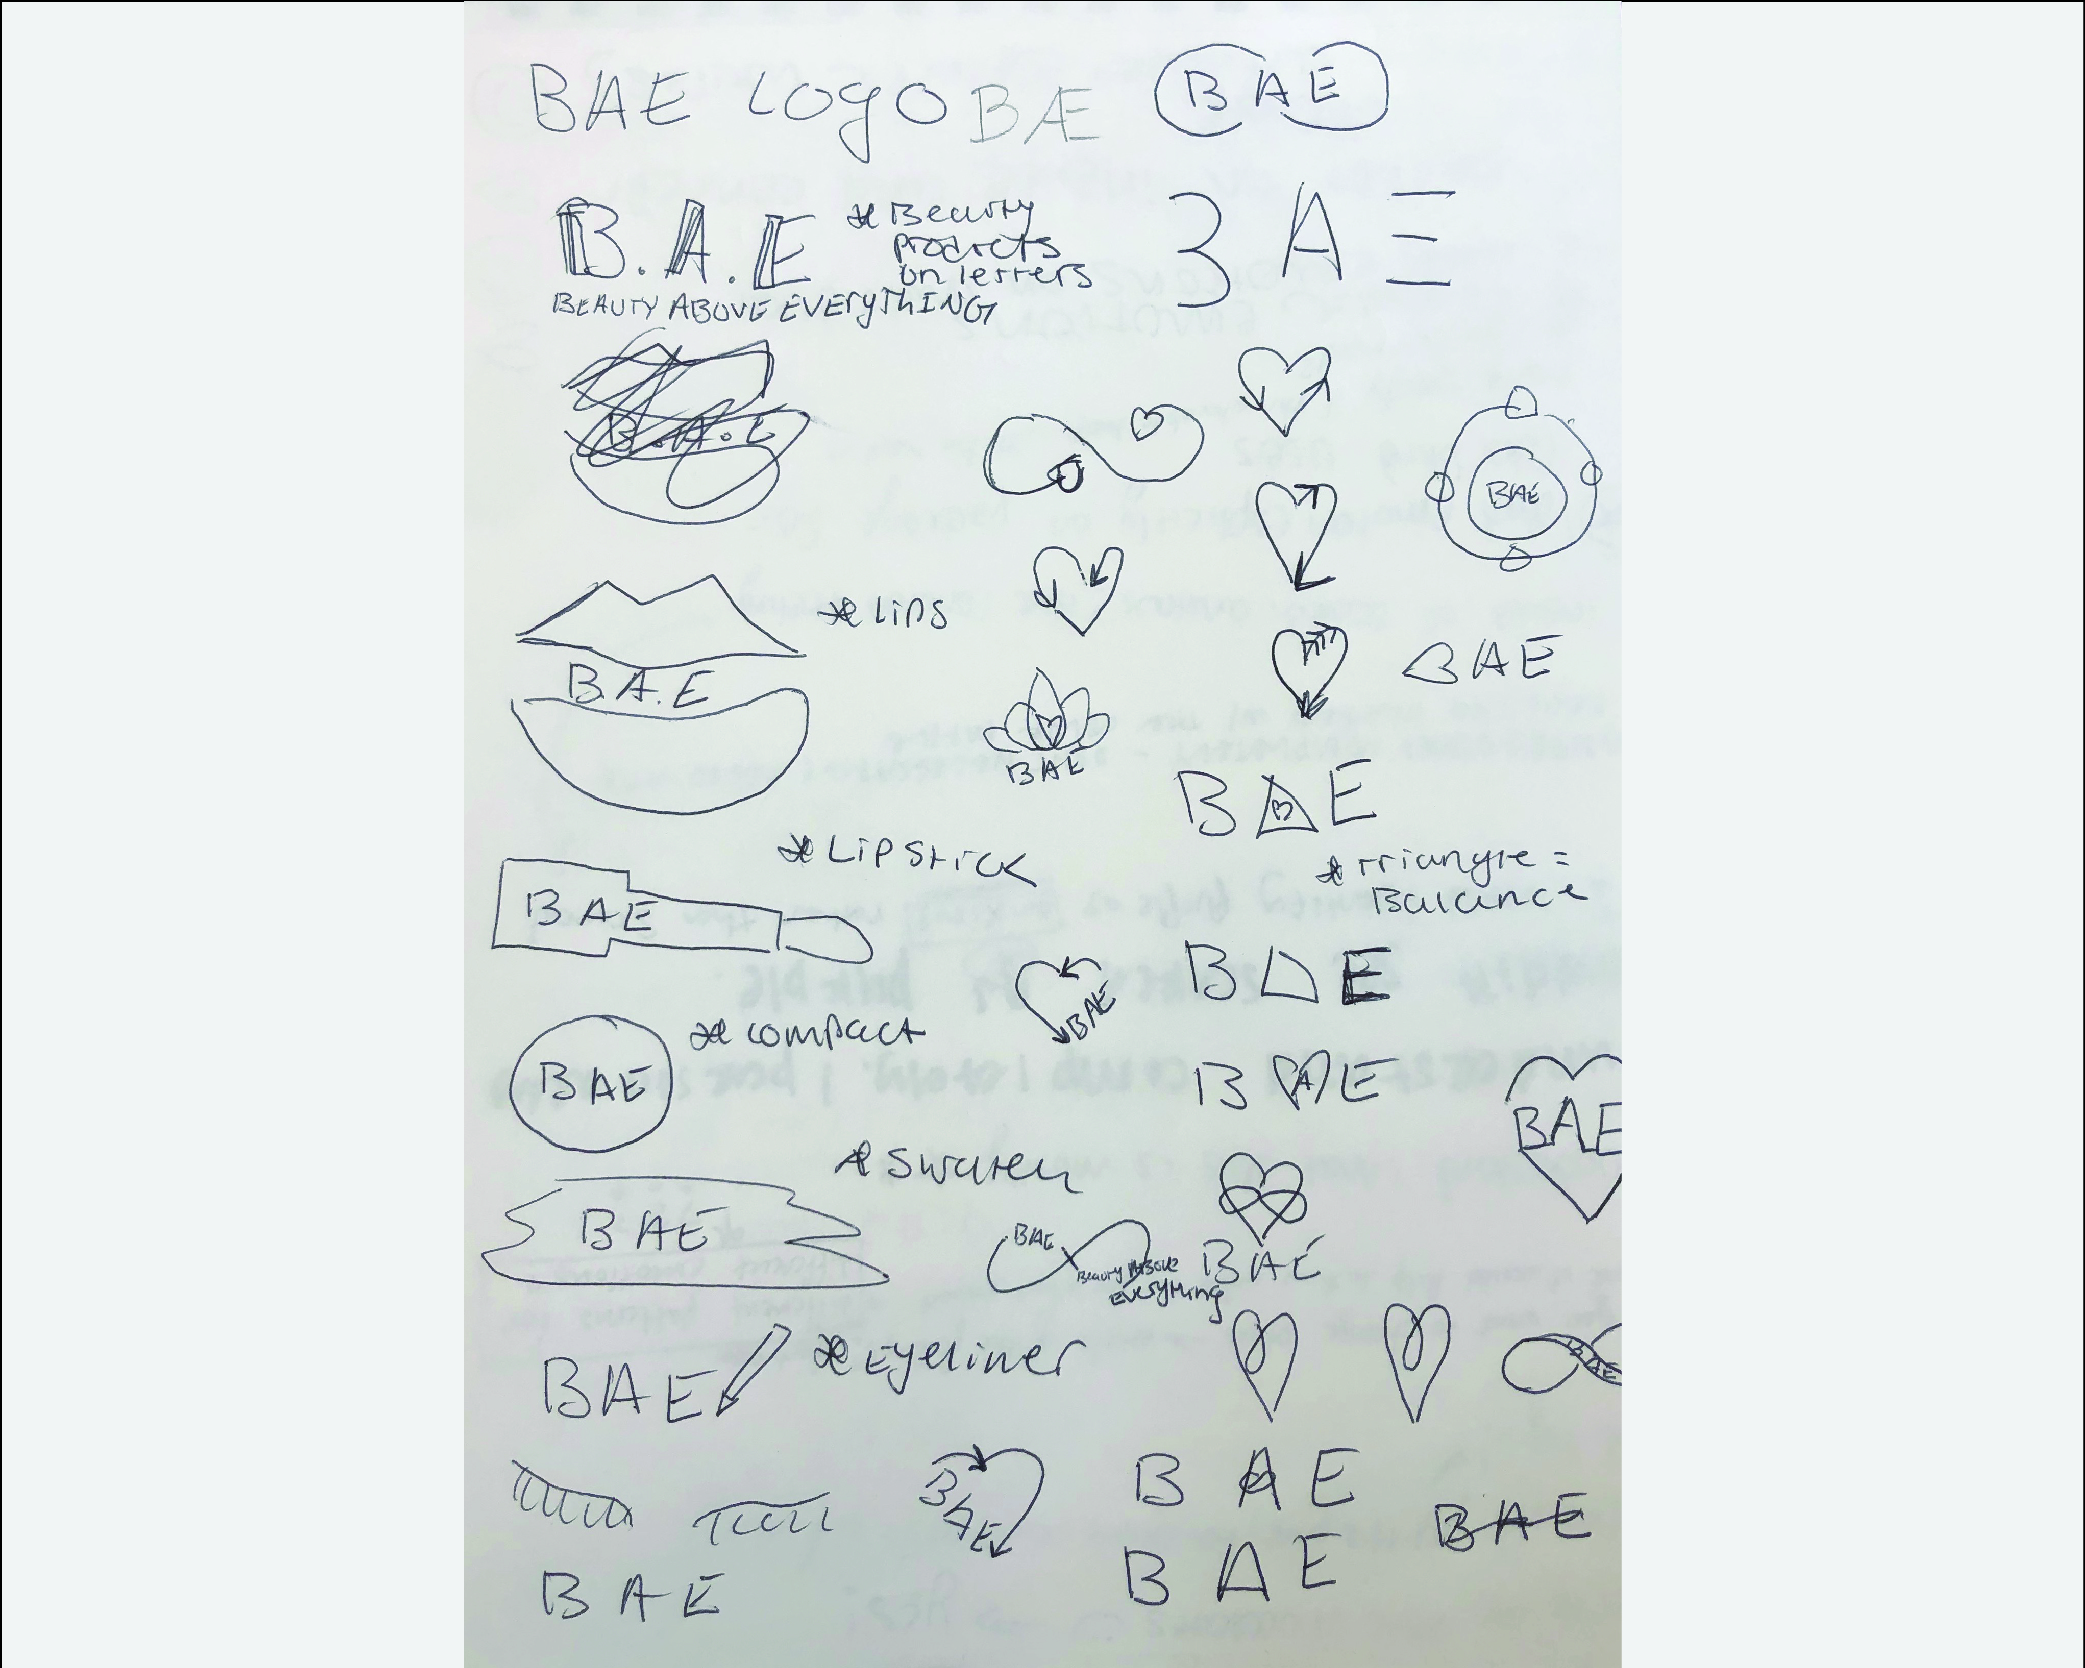 BAE Logo BÆ BAE
B.A.E
* Beauty
products
on letters
BEAUTY ABOVE EVERYTHING
BAE
B.A.E
BAE
* Lips
B.A.E
BAE
BAE
* Lipstick
BAE
BAE
* triangle =
Balance
BAE
BAE
* compact
BAE
BAE
BAE
* swatch
BAE
BAE
Beauty Above
Everything
BAE
* Eyeliner
BAE
BAE
BAE
BAE
BAE
BAE
BAE